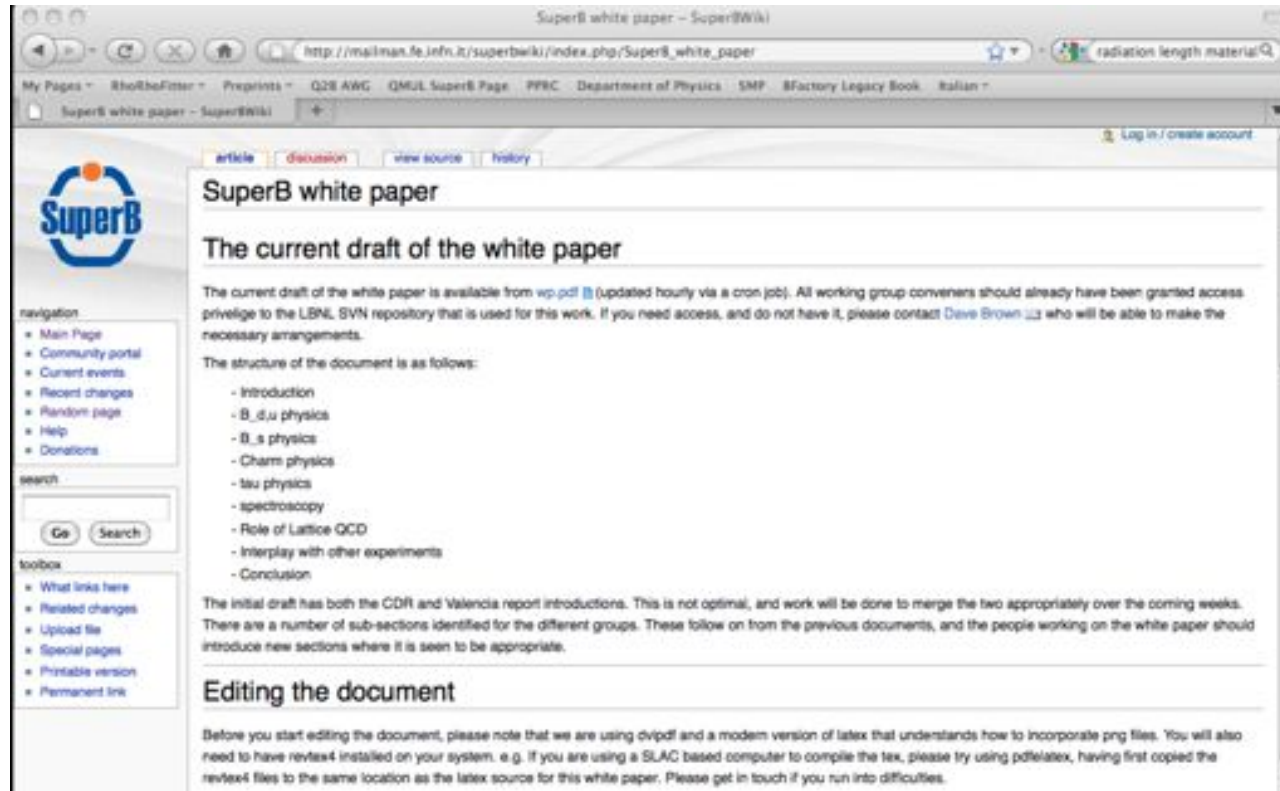 SuperB white paper – SuperBWiki
http://mailman.fe.infn.it/superbwiki/index.php/SuperB_white_paper
radiation length material
My Pages RhoRhoFitter Preprints Q2B AWG QMUL SuperB Page PPRC Department of Physics SMP BFactory Legacy Book Italian
SuperB white paper – SuperBWiki +
Log in / create account
article discussion view source history
SuperB
SuperB white paper
The current draft of the white paper
The current draft of the white paper is available from wp.pdf (updated hourly via a cron job). All working group conveners should already have been granted access
privelige to the LBNL SVN repository that is used for this work. If you need access, and do not have it, please contact Dave Brown who will be able to make the
necessary arrangements.
The structure of the document is as follows:
- Introduction
- B_d,u physics
- B_s physics
- Charm physics
- tau physics
- spectroscopy
- Role of Lattice QCD
- Interplay with other experiments
- Conclusion
The initial draft has both the CDR and Valencia report introductions. This is not optimal, and work will be done to merge the two appropriately over the coming weeks.
There are a number of sub-sections identified for the different groups. These follow on from the previous documents, and the people working on the white paper should
introduce new sections where it is seen to be appropriate.
Editing the document
Before you start editing the document, please note that we are using dvipdf and a modern version of latex that understands how to incorporate png files. You will also
need to have revtex4 installed on your system. e.g. If you are using a SLAC based computer to compile the tex, please try using pdfelatex, having first copied the
revtex4 files to the same location as the latex source for this white paper. Please get in touch if you run into difficulties.
navigation
Main Page
Community portal
Current events
Recent changes
Random page
Help
Donations
search
Go Search
toolbox
What links here
Related changes
Upload file
Special pages
Printable version
Permanent link